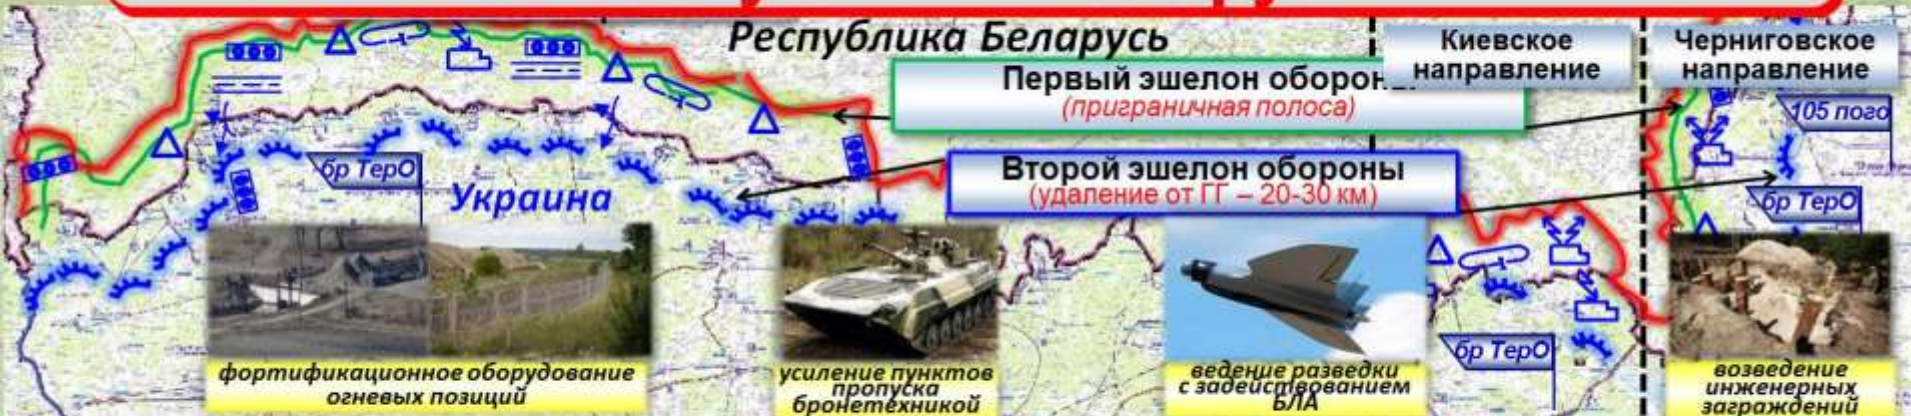 Республика Беларусь
Киевское
направление
Черниговское
направление
Первый эшелон обороны
(приграничная полоса)
105 пого
Второй эшелон обороны
(удаление от ГГ – 20-30 км)
бр ТерО
Украина
бр ТерО
бр ТерО
фортификационное оборудование
огневых позиций
усиление пунктов
пропуска
бронетехникой
ведение разведки
с задействованием
БЛА
возведение
инженерных
заграждений